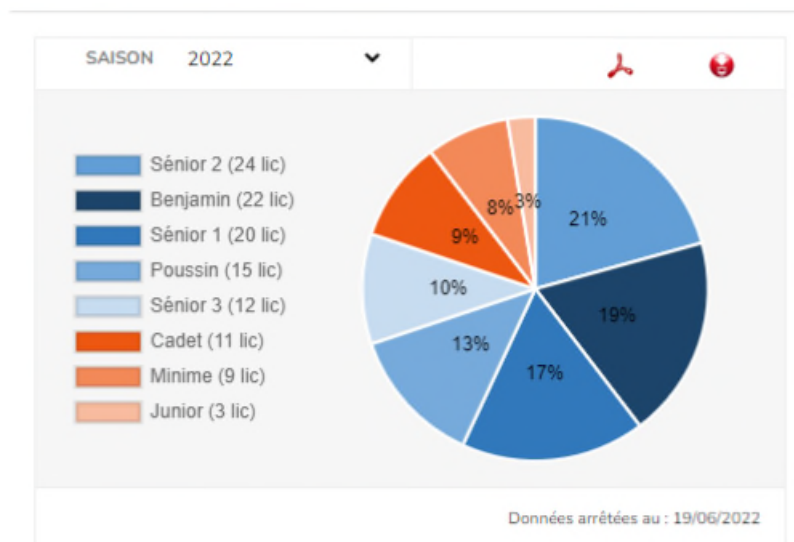 SAISON 2022
Sénior 2 (24 lic)
Benjamin (22 lic)
Sénior 1 (20 lic)
Poussin (15 lic)
Sénior 3 (12 lic)
Cadet (11 lic)
Minime (9 lic)
Junior (3 lic)
21%
19%
17%
13%
10%
9%
8%
3%
Données arrêtées au : 19/06/2022